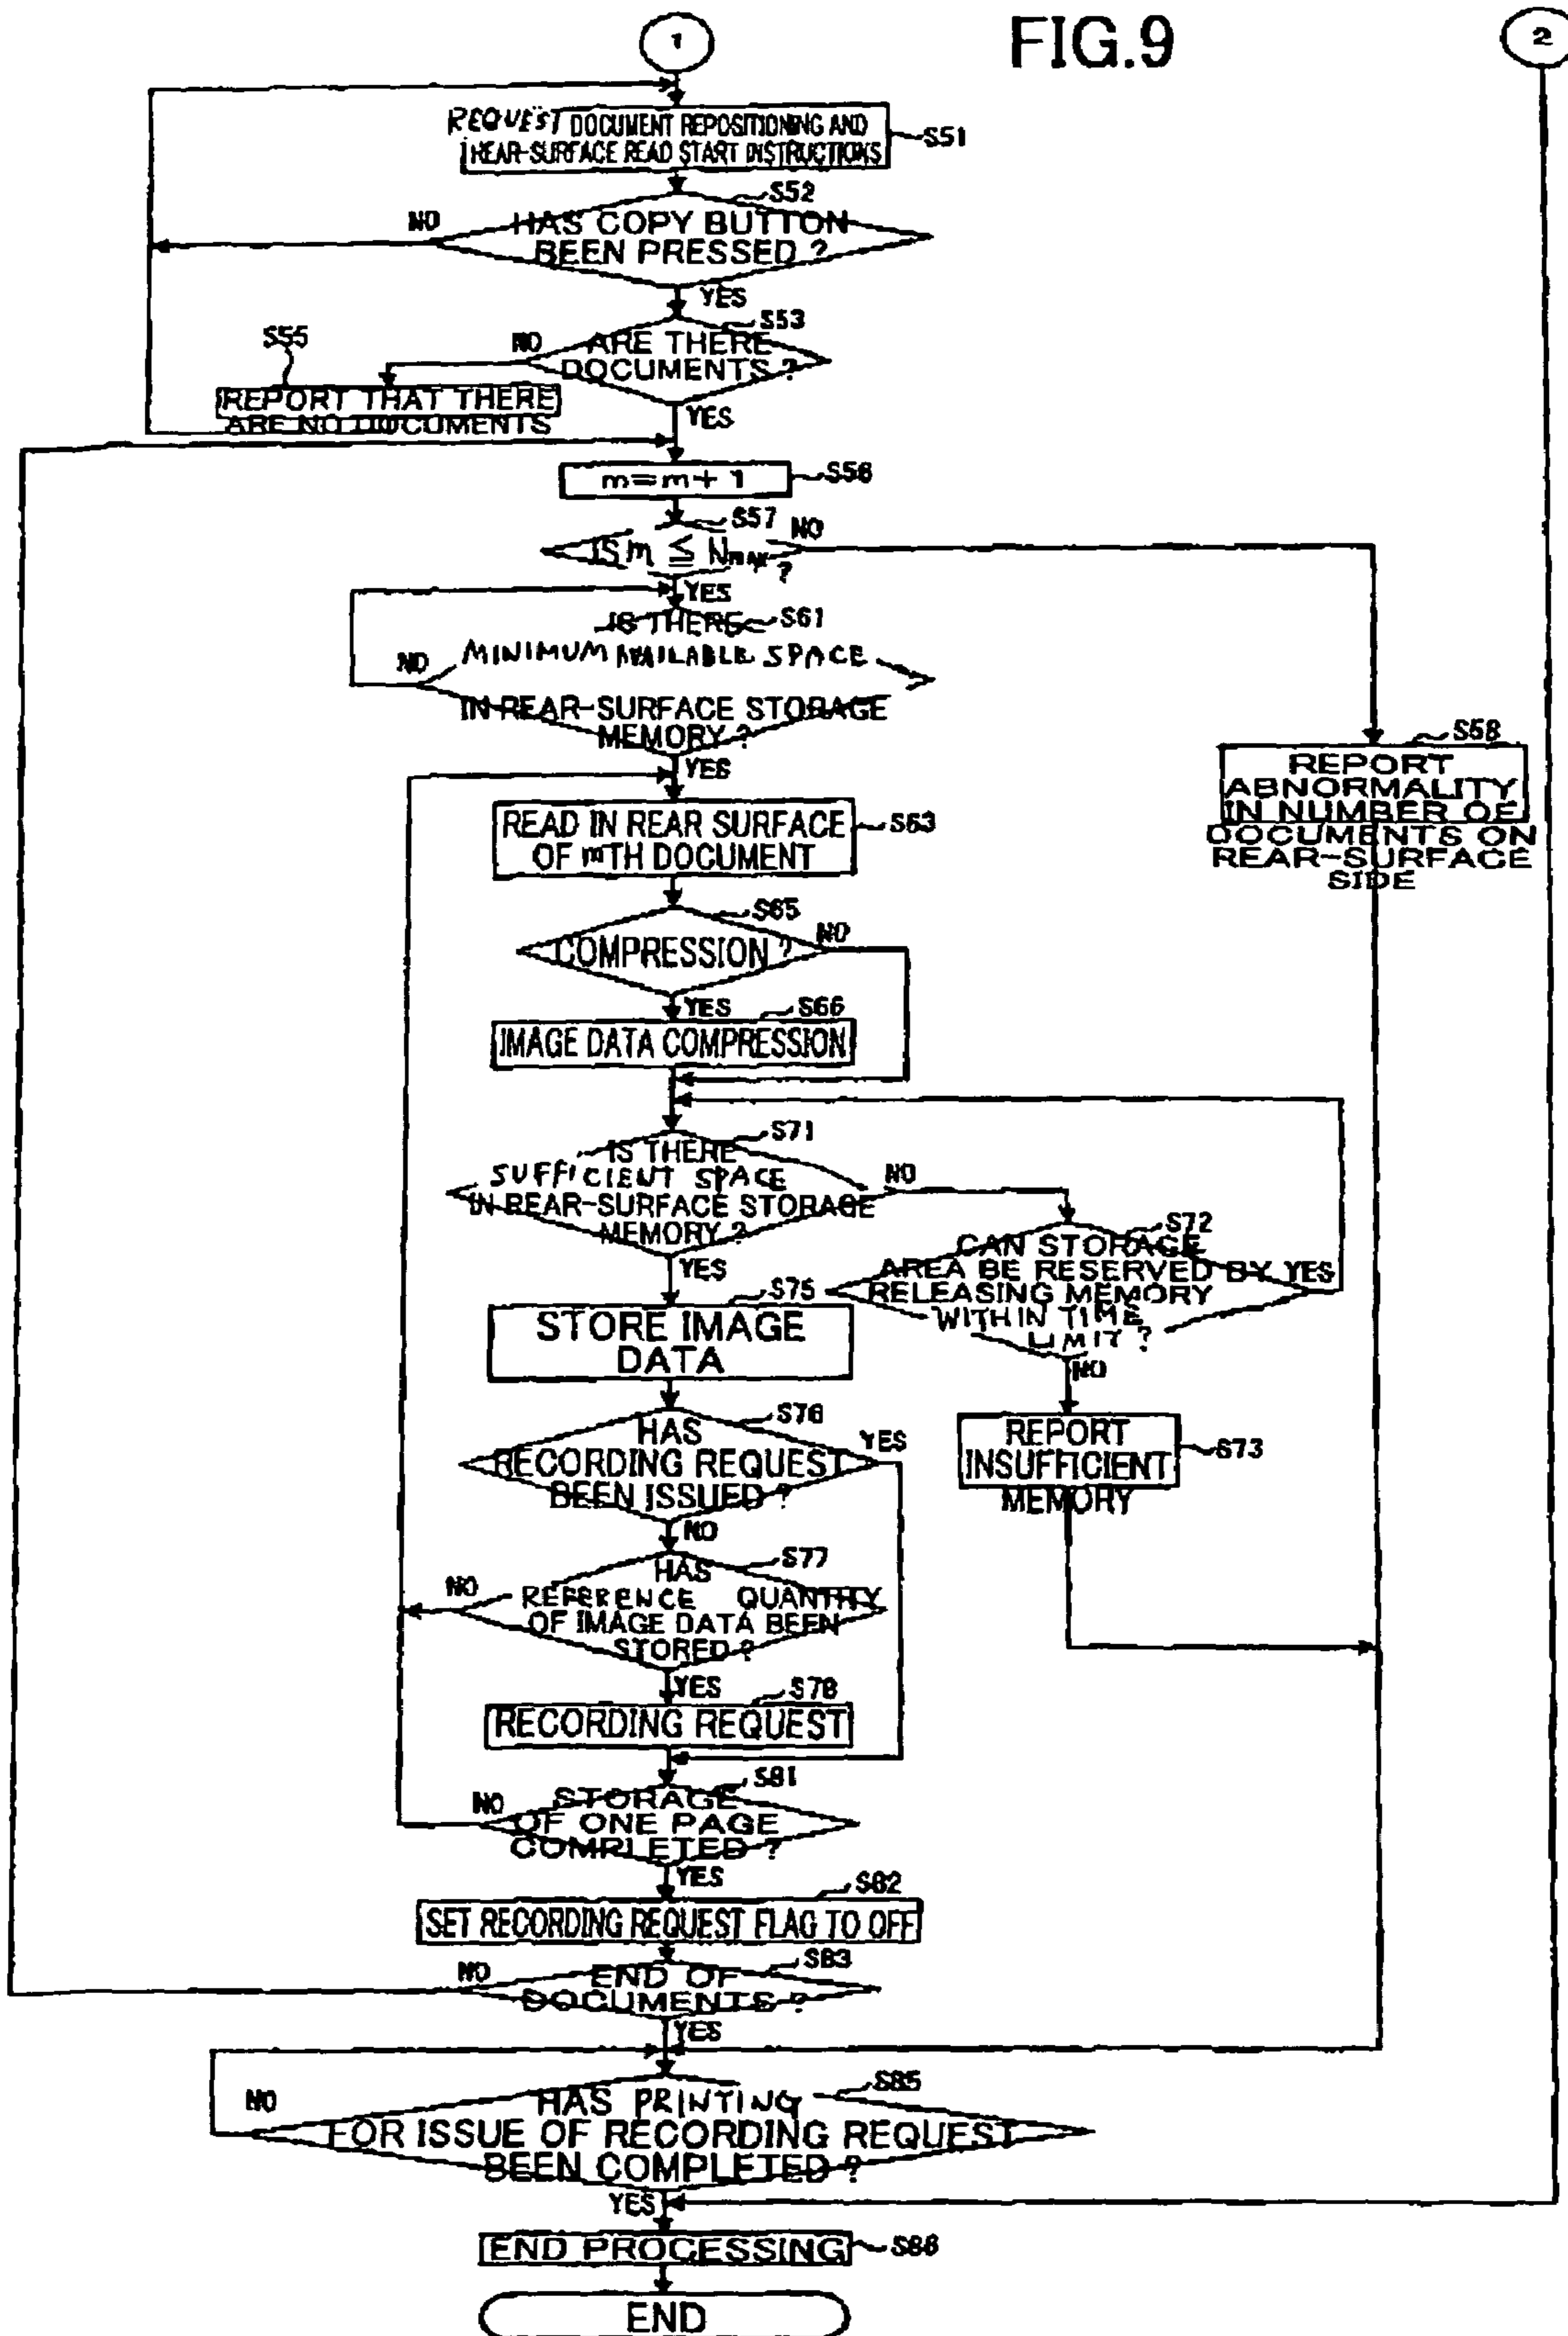 FIG.9
1
2
REQUEST DOCUMENT REPOSITIONING AND
REAR-SURFACE READ START INSTRUCTIONS
S51
S52
HAS COPY BUTTON
BEEN PRESSED ?
NO
YES
S53
ARE THERE
DOCUMENTS ?
NO
YES
S55
REPORT THAT THERE
ARE NO DOCUMENTS
m=m+1
S56
S57
IS m ≦ Nmax ?
NO
YES
S61
IS THERE
MINIMUM AVAILABLE SPACE
IN REAR-SURFACE STORAGE
MEMORY ?
NO
YES
S58
REPORT
ABNORMALITY
IN NUMBER OF
DOCUMENTS ON
REAR-SURFACE
SIDE
READ IN REAR SURFACE
OF mTH DOCUMENT
S63
S65
COMPRESSION ?
NO
YES
S66
IMAGE DATA COMPRESSION
S71
IS THERE
SUFFICIENT SPACE
IN REAR-SURFACE STORAGE
MEMORY ?
NO
YES
S72
CAN STORAGE
AREA BE RESERVED BY
RELEASING MEMORY
WITHIN TIME
LIMIT ?
YES
NO
S75
STORE IMAGE
DATA
REPORT
INSUFFICIENT
MEMORY
S73
S76
HAS
RECORDING REQUEST
BEEN ISSUED ?
YES
NO
S77
HAS
REFERENCE QUANTITY
OF IMAGE DATA BEEN
STORED ?
NO
YES
S78
RECORDING REQUEST
S81
STORAGE
OF ONE PAGE
COMPLETED ?
NO
YES
S82
SET RECORDING REQUEST FLAG TO OFF
S83
END OF
DOCUMENTS ?
NO
YES
S85
HAS PRINTING
FOR ISSUE OF RECORDING REQUEST
BEEN COMPLETED ?
NO
YES
END PROCESSING
S86
END